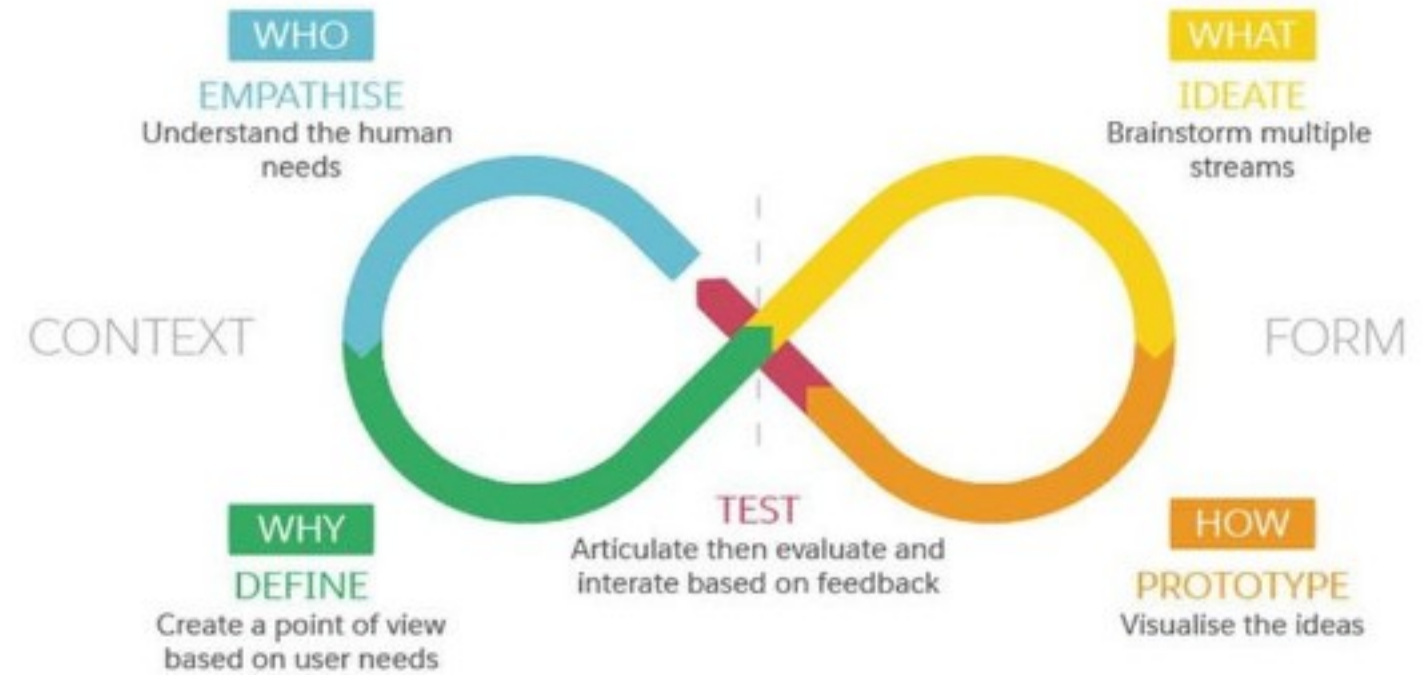 WHO
EMPATHISE
Understand the human
needs
WHAT
IDEATE
Brainstorm multiple
streams
CONTEXT
FORM
WHY
DEFINE
Create a point of view
based on user needs
TEST
Articulate then evaluate and
interate based on feedback
HOW
PROTOTYPE
Visualise the ideas